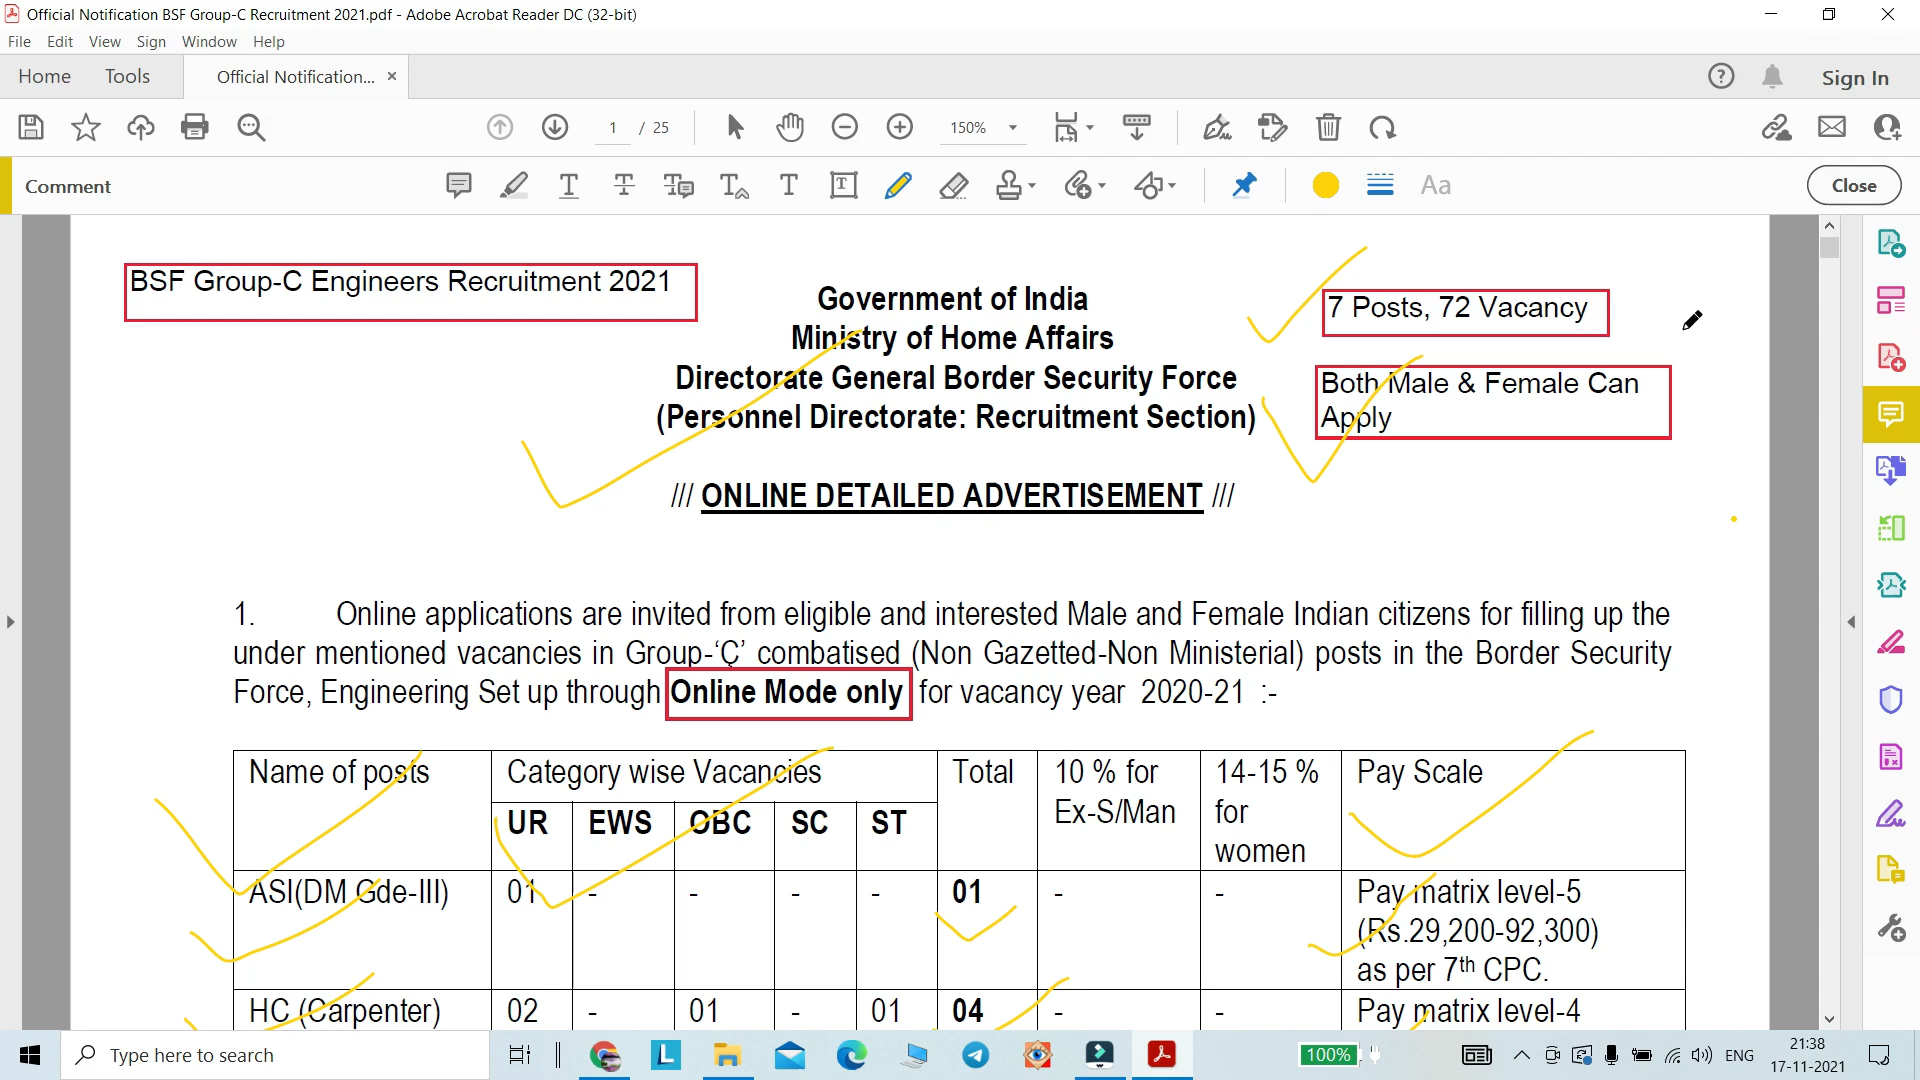 Official Notification BSF Group-C Recruitment 2021.pdf - Adobe Acrobat Reader DC (32-bit)
File Edit View Sign Window Help
Home Tools Official Notification... × Sign In
1 / 25 150%
Comment Close
BSF Group-C Engineers Recruitment 2021
Government of India
7 Posts, 72 Vacancy
Ministry of Home Affairs
Directorate General Border Security Force
Both Male & Female Can
Apply
(Personnel Directorate: Recruitment Section)
/// ONLINE DETAILED ADVERTISEMENT ///
1. Online applications are invited from eligible and interested Male and Female Indian citizens for filling up the
under mentioned vacancies in Group-‘C’ combatised (Non Gazetted-Non Ministerial) posts in the Border Security
Force, Engineering Set up through Online Mode only for vacancy year 2020-21 :-
Name of posts Category wise Vacancies Total 10 % for 14-15 % Pay Scale
Ex-S/Man for
women
UR EWS OBC SC ST
ASI(DM Gde-III) 01 - - - - 01 - - Pay matrix level-5
(Rs.29,200-92,300)
as per 7th CPC.
HC (Carpenter) 02 - 01 - 01 04 - - Pay matrix level-4
Type here to search
100%
ENG
21:38
17-11-2021